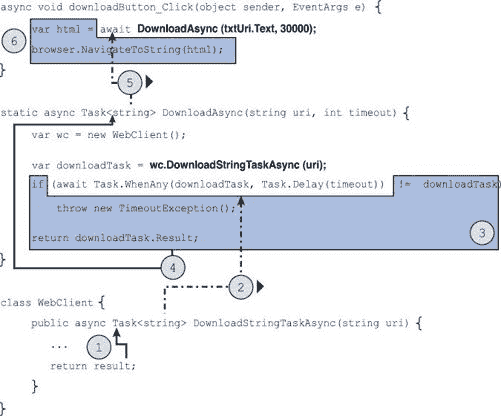 async void downloadButton_Click(object sender, EventArgs e) {
6
var html = await DownloadAsync (txtUri.Text, 30000);
browser.NavigateToString(html);
}
5
static async Task<string> DownloadAsync(string uri, int timeout) {
var wc = new WebClient();
var downloadTask = wc.DownloadStringTaskAsync (uri);
if (await Task.WhenAny(downloadTask, Task.Delay(timeout)) != downloadTask)
throw new TimeoutException();
3
return downloadTask.Result;
}
4
2
class WebClient {
public async Task<string> DownloadStringTaskAsync(string uri) {
1
...
return result;
}
}